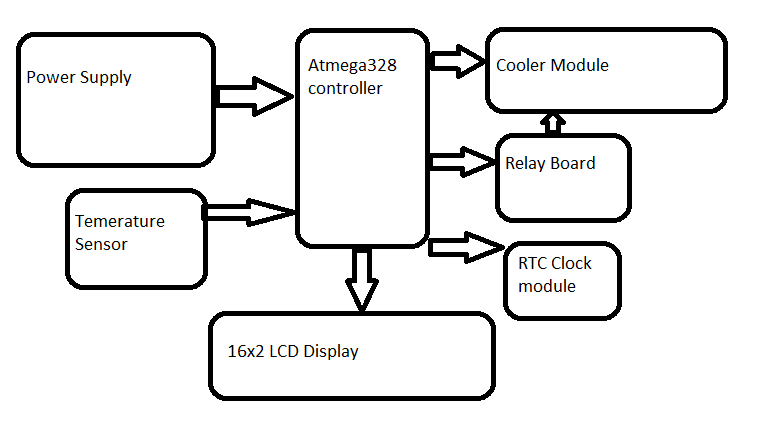 Power Supply
Atmega328
controller
Cooler Module
Relay Board
Temerature
Sensor
RTC Clock
module
16x2 LCD Display